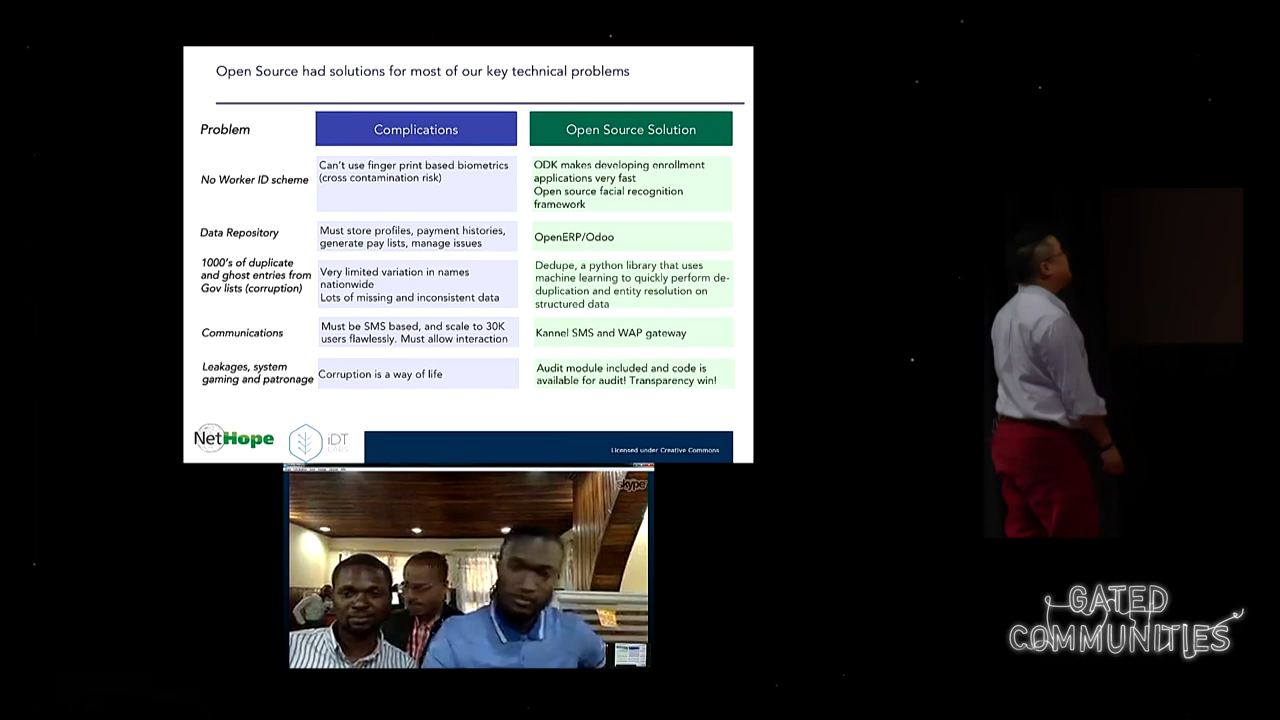 Open Source had solutions for most of our key technical problems
Problem
Complications
Open Source Solution
No Worker ID scheme
Can't use finger print based biometrics
(cross contamination risk)
ODK makes developing enrollment
applications very fast
Open source facial recognition
framework
Data Repository
Must store profiles, payment histories,
generate pay lists, manage issues
OpenERP/Odoo
1000's of duplicate
and ghost entries from
Gov lists (corruption)
Very limited variation in names
nationwide
Lots of missing and inconsistent data
Dedupe, a python library that uses
machine learning to quickly perform de-
duplication and entity resolution on
structured data
Communications
Must be SMS based, and scale to 30K
users flawlessly. Must allow interaction
Kannel SMS and WAP gateway
Leakages, system
gaming and patronage
Corruption is a way of life
Audit module included and code is
available for audit! Transparency win!
NetHope
iDT
LABS
Licensed under Creative Commons
skype
GATED
COMMUNITIES